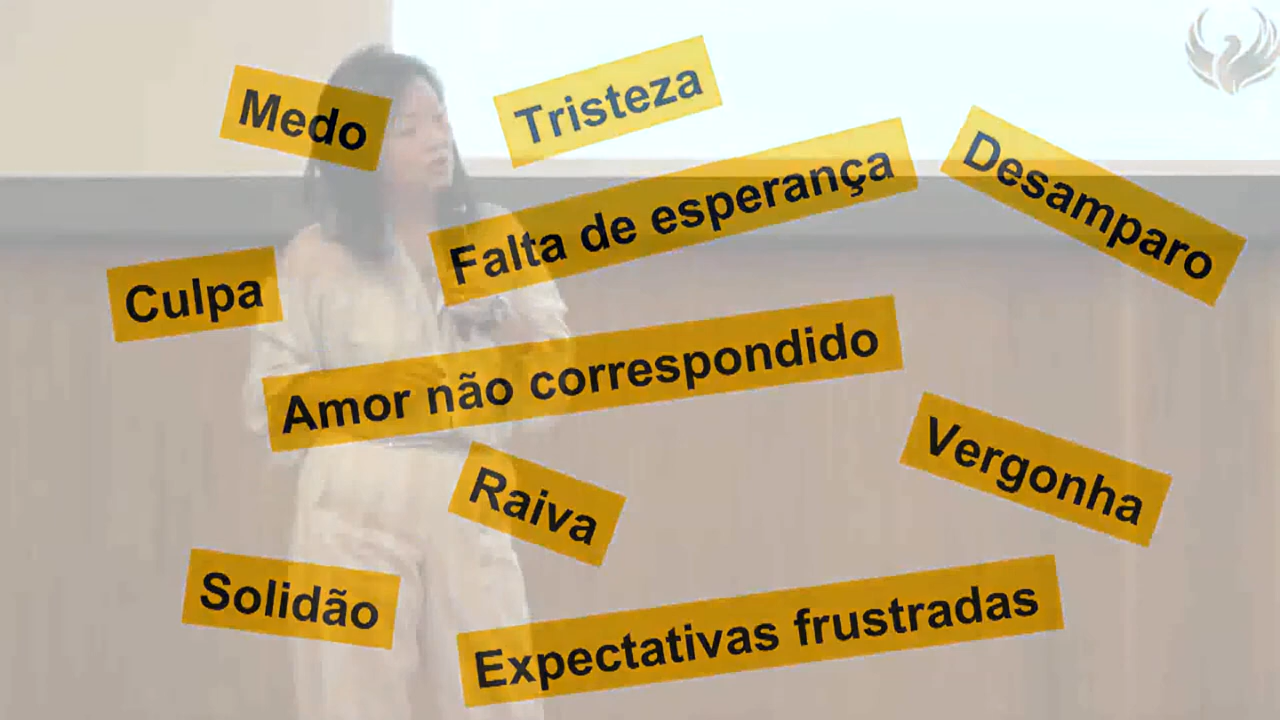 Medo
Tristeza
Desamparo
Falta de esperança
Culpa
Amor não correspondido
Vergonha
Raiva
Solidão
Expectativas frustradas